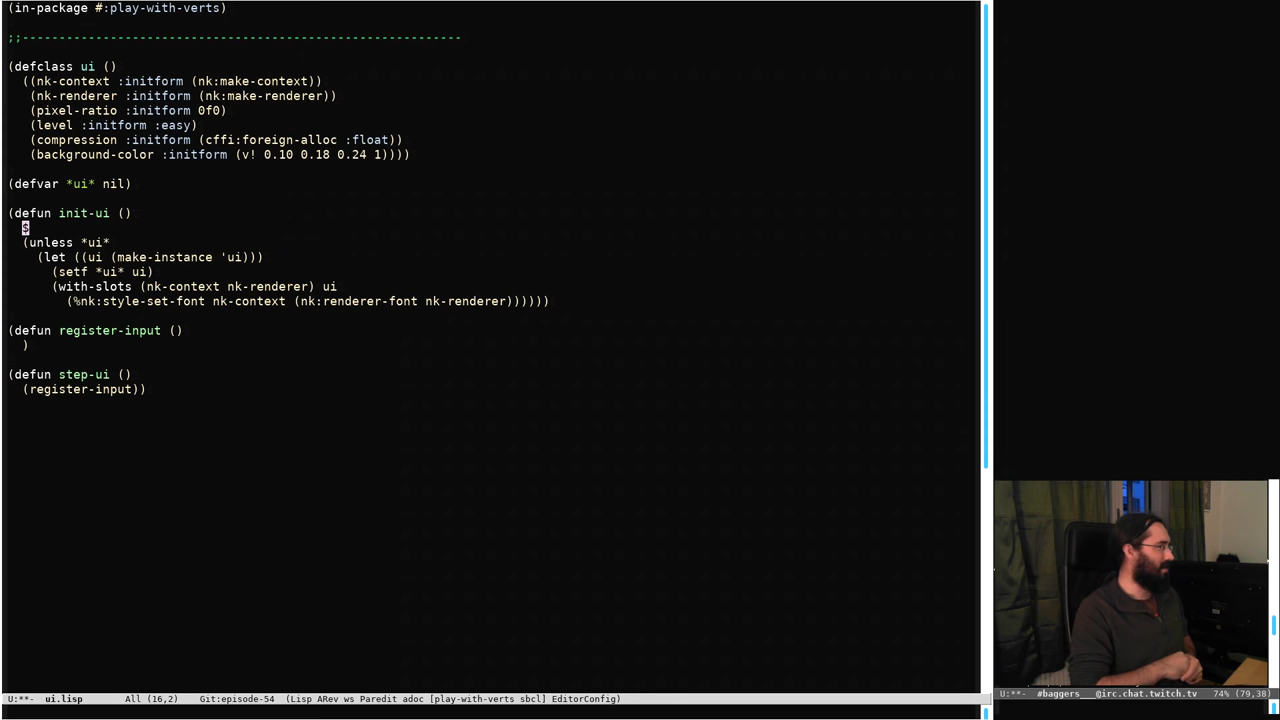 (in-package #:play-with-verts)
;;------------------------------------------------------------
(defclass ui ()
((nk-context :initform (nk:make-context))
(nk-renderer :initform (nk:make-renderer))
(pixel-ratio :initform 0f0)
(level :initform :easy)
(compression :initform (cffi:foreign-alloc :float))
(background-color :initform (v! 0.10 0.18 0.24 1))))
(defvar *ui* nil)
(defun init-ui ()
$
(unless *ui*
(let ((ui (make-instance 'ui)))
(setf *ui* ui)
(with-slots (nk-context nk-renderer) ui
(%nk:style-set-font nk-context (nk:renderer-font nk-renderer))))))
(defun register-input ()
)
(defun step-ui ()
(register-input))
U:**- ui.lisp All (16,2) Git:episode-54 (Lisp ARev ws Paredit adoc [play-with-verts sbcl] EditorConfig)
U:**- #baggers___@irc.chat.twitch.tv 74% (79,38)